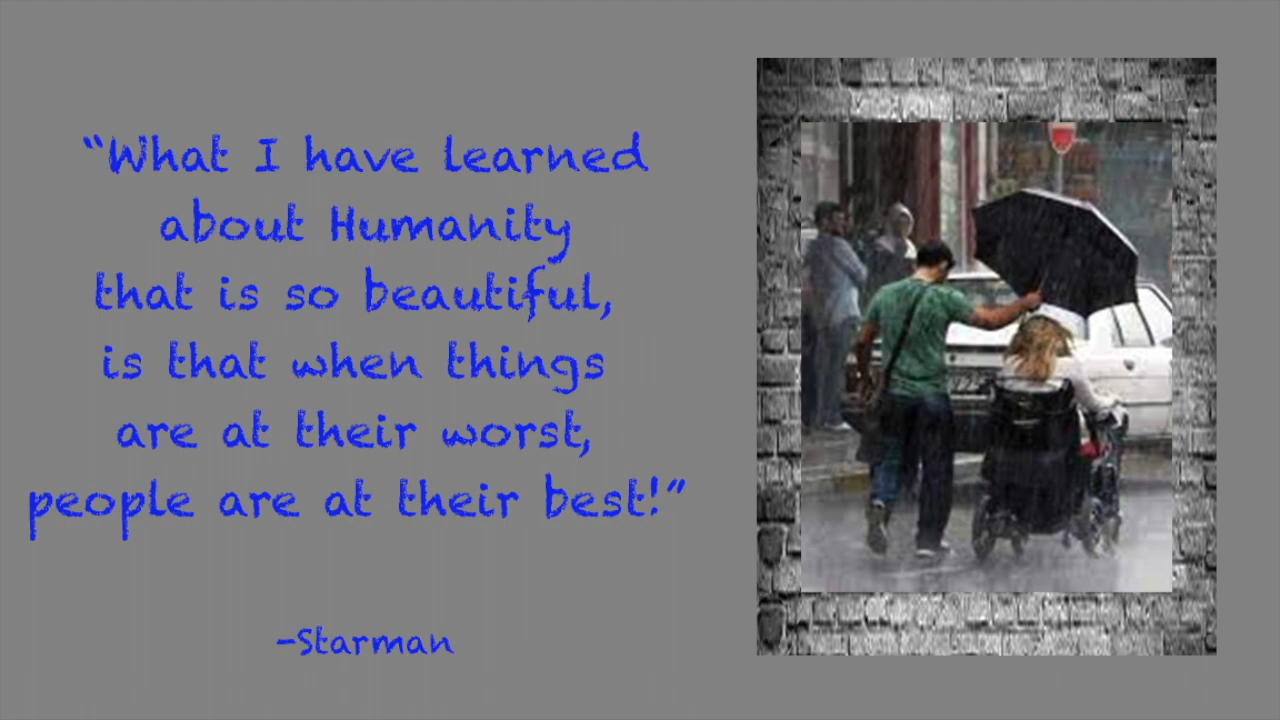 “What I have learned
about Humanity
that is so beautiful,
is that when things
are at their worst,
people are at their best!”
-Starman